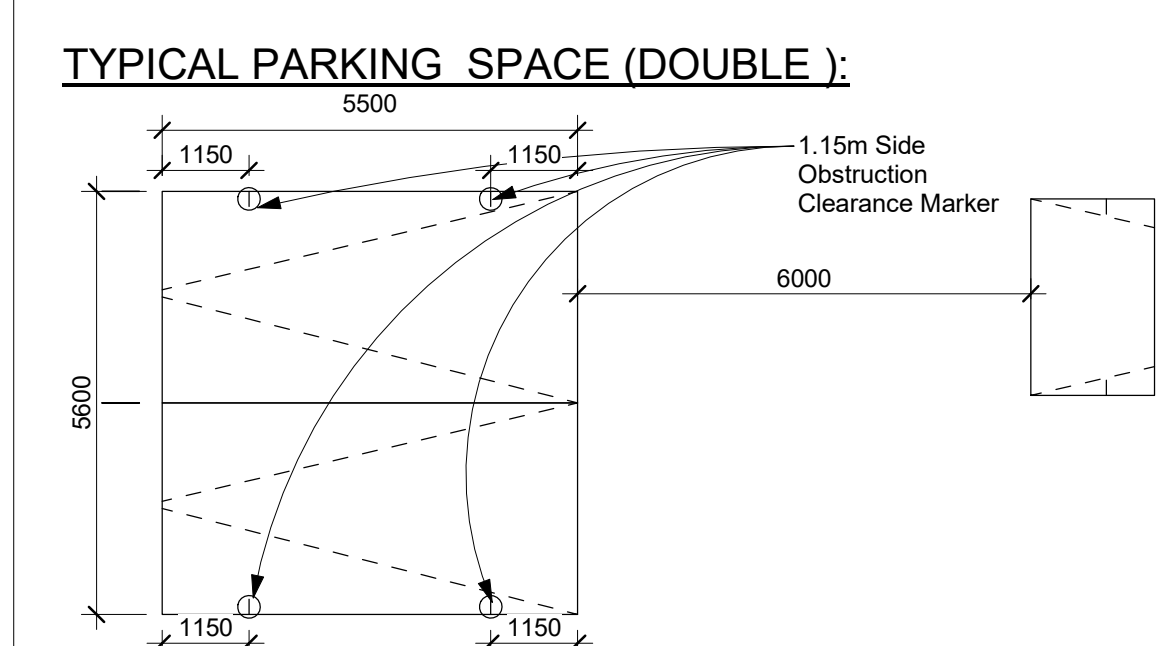 TYPICAL PARKING SPACE (DOUBLE ):
5500
1150
1150
1.15m Side
Obstruction
Clearance Marker
6000
5600
1150
1150